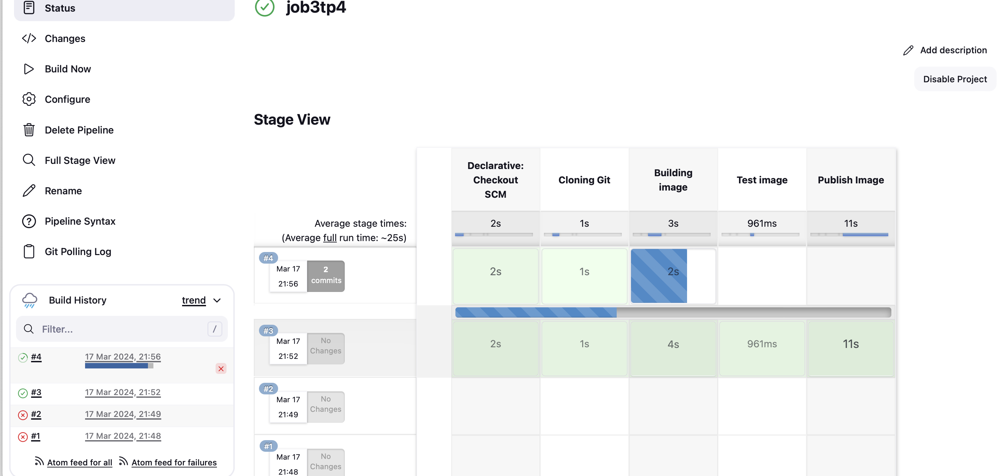 Status
Changes
Build Now
Configure
Delete Pipeline
Full Stage View
Rename
Pipeline Syntax
Git Polling Log
Build History
trend
Filter...
/
#4
17 Mar 2024, 21:56
#3
17 Mar 2024, 21:52
#2
17 Mar 2024, 21:49
#1
17 Mar 2024, 21:48
Atom feed for all
Atom feed for failures
job3tp4
Add description
Disable Project
Stage View
Declarative:
Checkout
SCM
Cloning Git
Building
image
Test image
Publish Image
Average stage times:
(Average full run time: ~25s)
2s
1s
3s
961ms
11s
#4
Mar 17
21:56
2
commits
2s
1s
2s
#3
Mar 17
21:52
No
Changes
2s
1s
4s
961ms
11s
#2
Mar 17
21:49
No
Changes
#1
Mar 17
21:48
No
Changes